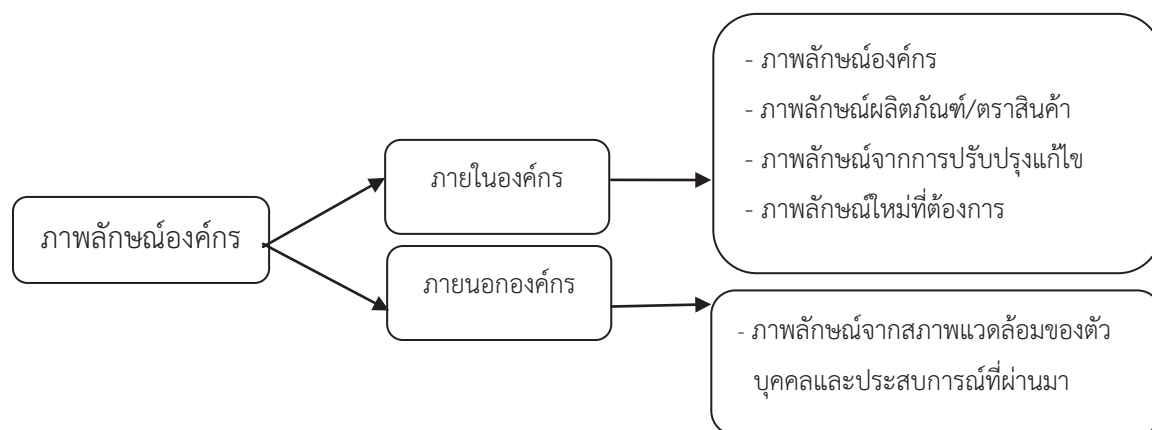 ภาพลักษณ์องค์กร
ภายในองค์กร
- ภาพลักษณ์องค์กร
- ภาพลักษณ์ผลิตภัณฑ์/ตราสินค้า
- ภาพลักษณ์จากการปรับปรุงแก้ไข
- ภาพลักษณ์ใหม่ที่ต้องการ
ภายนอกองค์กร
- ภาพลักษณ์จากสภาพแวดล้อมของตัว
บุคคลและประสบการณ์ที่ผ่านมา